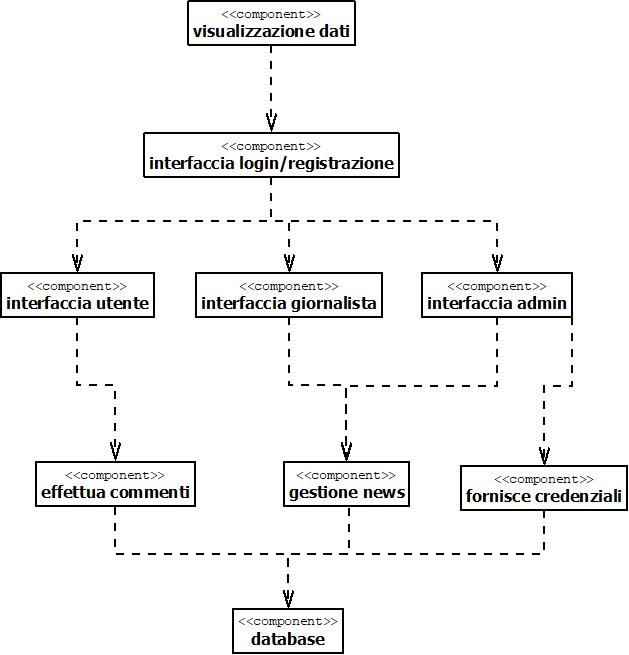 <<component>>
visualizzazione dati
<<component>>
interfaccia login/registrazione
<<component>>
interfaccia utente
<<component>>
interfaccia giornalista
<<component>>
interfaccia admin
<<component>>
effettua commenti
<<component>>
gestione news
<<component>>
fornisce credenziali
<<component>>
database